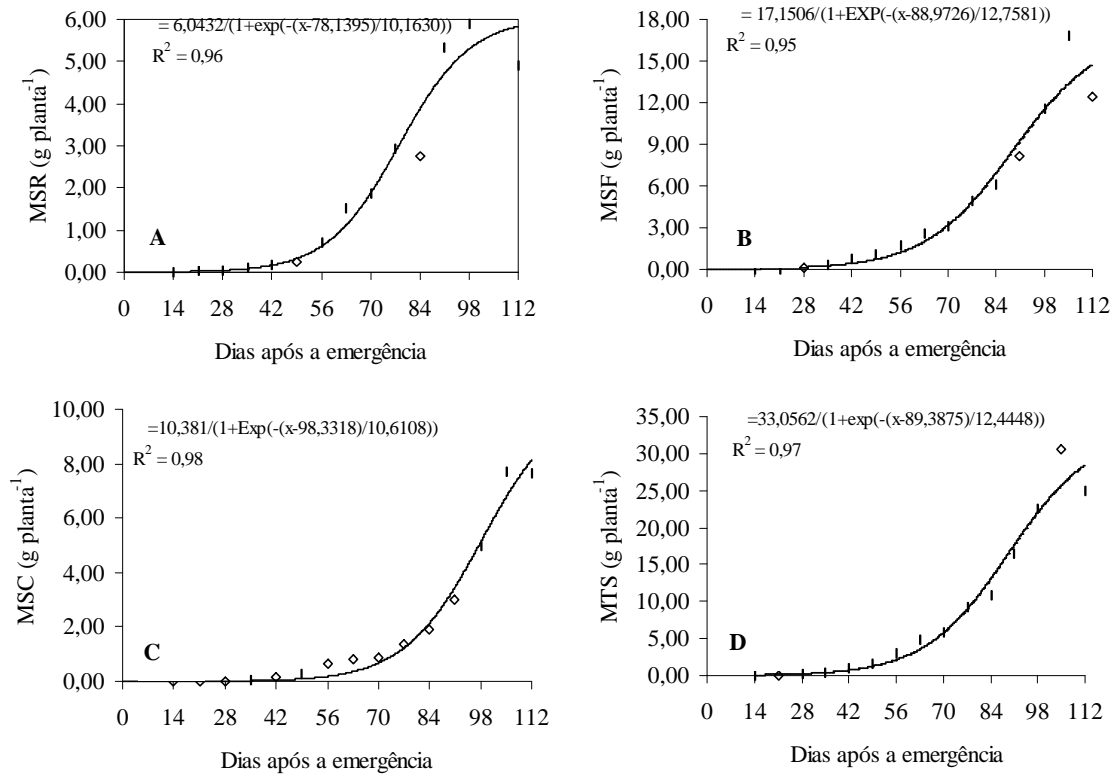 = 6,0432/(1+exp(-(x-78,1395)/10,1630))
R² = 0,96
6,00
5,00
4,00
3,00
2,00
1,00
0,00
MSR (g planta⁻¹)
A
0 14 28 42 56 70 84 98 112
Dias após a emergência
= 17,1506/(1+EXP(-(x-88,9726)/12,7581))
R² = 0,95
18,00
15,00
12,00
9,00
6,00
3,00
0,00
MSF (g planta⁻¹)
B
0 14 28 42 56 70 84 98 112
Dias após a emergência
=10,381/(1+Exp(-(x-98,3318)/10,6108))
R² = 0,98
10,00
8,00
6,00
4,00
2,00
0,00
MSC (g planta⁻¹)
C
0 14 28 42 56 70 84 98 112
Dias após a emergência
=33,0562/(1+exp(-(x-89,3875)/12,4448))
R² = 0,97
35,00
30,00
25,00
20,00
15,00
10,00
5,00
0,00
MTS (g planta⁻¹)
D
0 14 28 42 56 70 84 98 112
Dias após a emergência